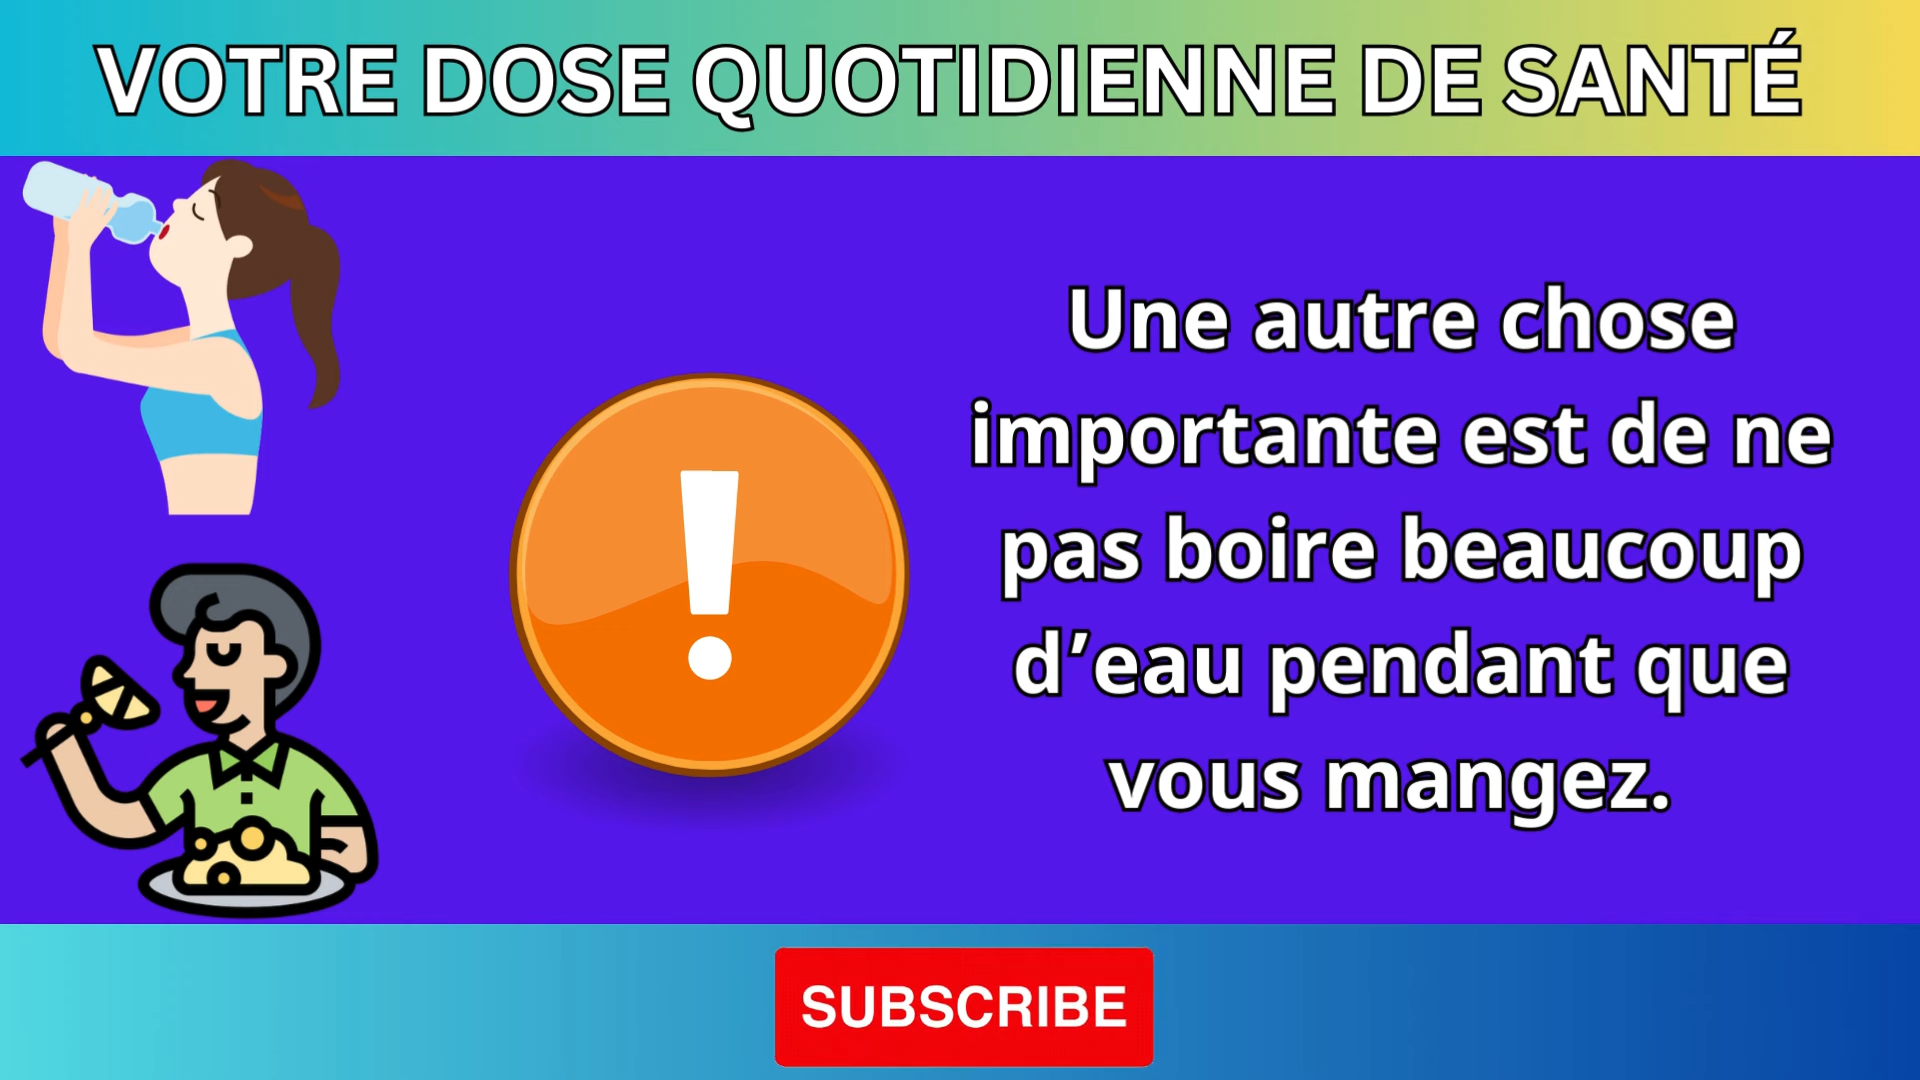 VOTRE DOSE QUOTIDIENNE DE SANTÉ
Une autre chose
importante est de ne
pas boire beaucoup
d’eau pendant que
vous mangez.
SUBSCRIBE